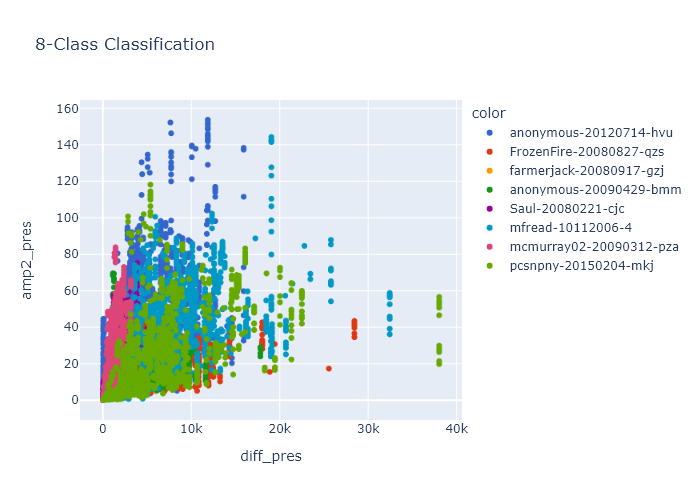 8-Class Classification
color
anonymous-20120714-hvu
FrozenFire-20080827-qzs
farmerjack-20080917-gzj
anonymous-20090429-bmm
Saul-20080221-cjc
mfread-10112006-4
mcmurray02-20090312-pza
pcsnpny-20150204-mkj
amp2_pres
160
140
120
100
80
60
40
20
0
0 10k 20k 30k 40k
diff_pres